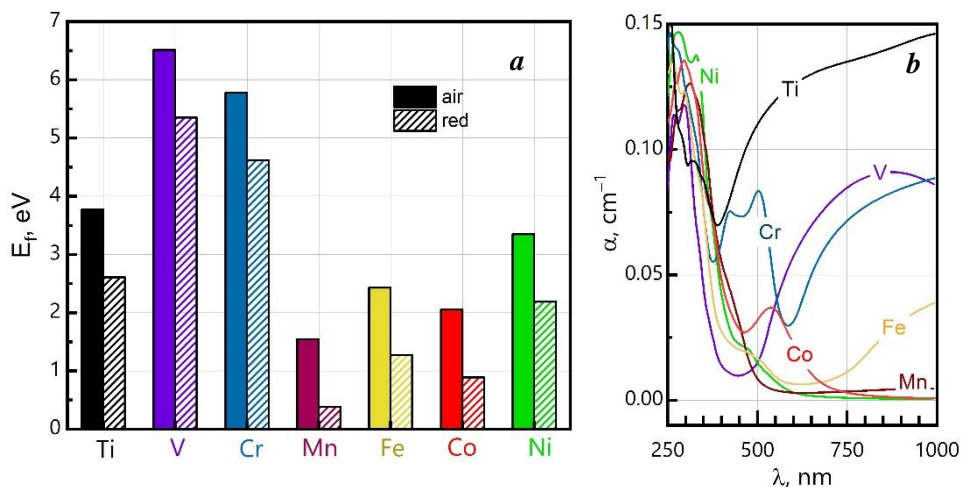 a
air
red
E_f, eV
7
6
5
4
3
2
1
0
Ti V Cr Mn Fe Co Ni
b
Ni
Ti
V
Cr
Fe
Co
Mn
α, cm⁻¹
0.15
0.10
0.05
0.00
250 500 750 1000
λ, nm